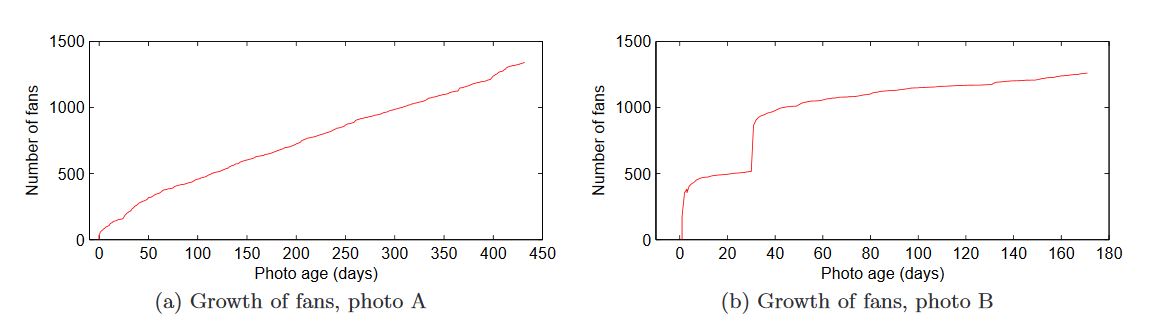 1500
1000
500
0
Number of fans
0 50 100 150 200 250 300 350 400 450
Photo age (days)
(a) Growth of fans, photo A
1500
1000
500
0
Number of fans
0 20 40 60 80 100 120 140 160 180
Photo age (days)
(b) Growth of fans, photo B